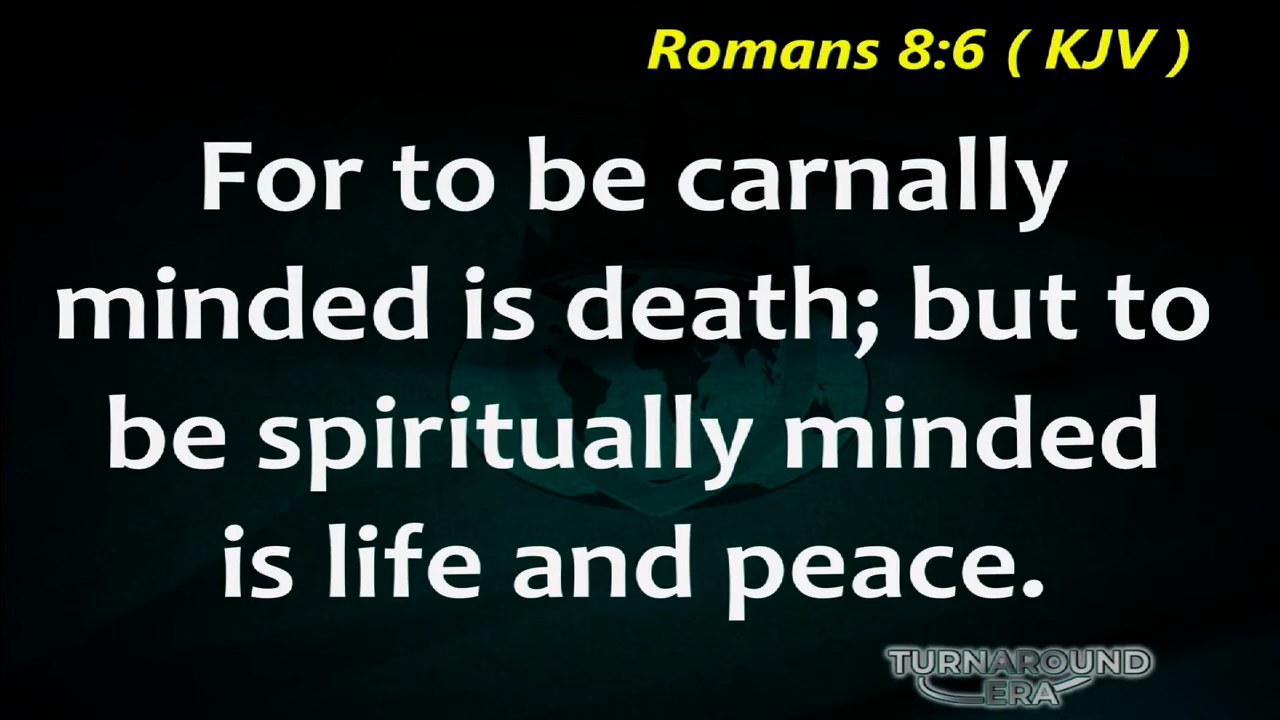 Romans 8:6 ( KJV )
For to be carnally
minded is death; but to
be spiritually minded
is life and peace.
TURNAROUND
ERA